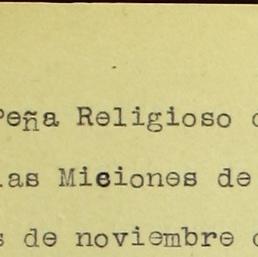 Peña Religioso
las Miciones de
de noviembre